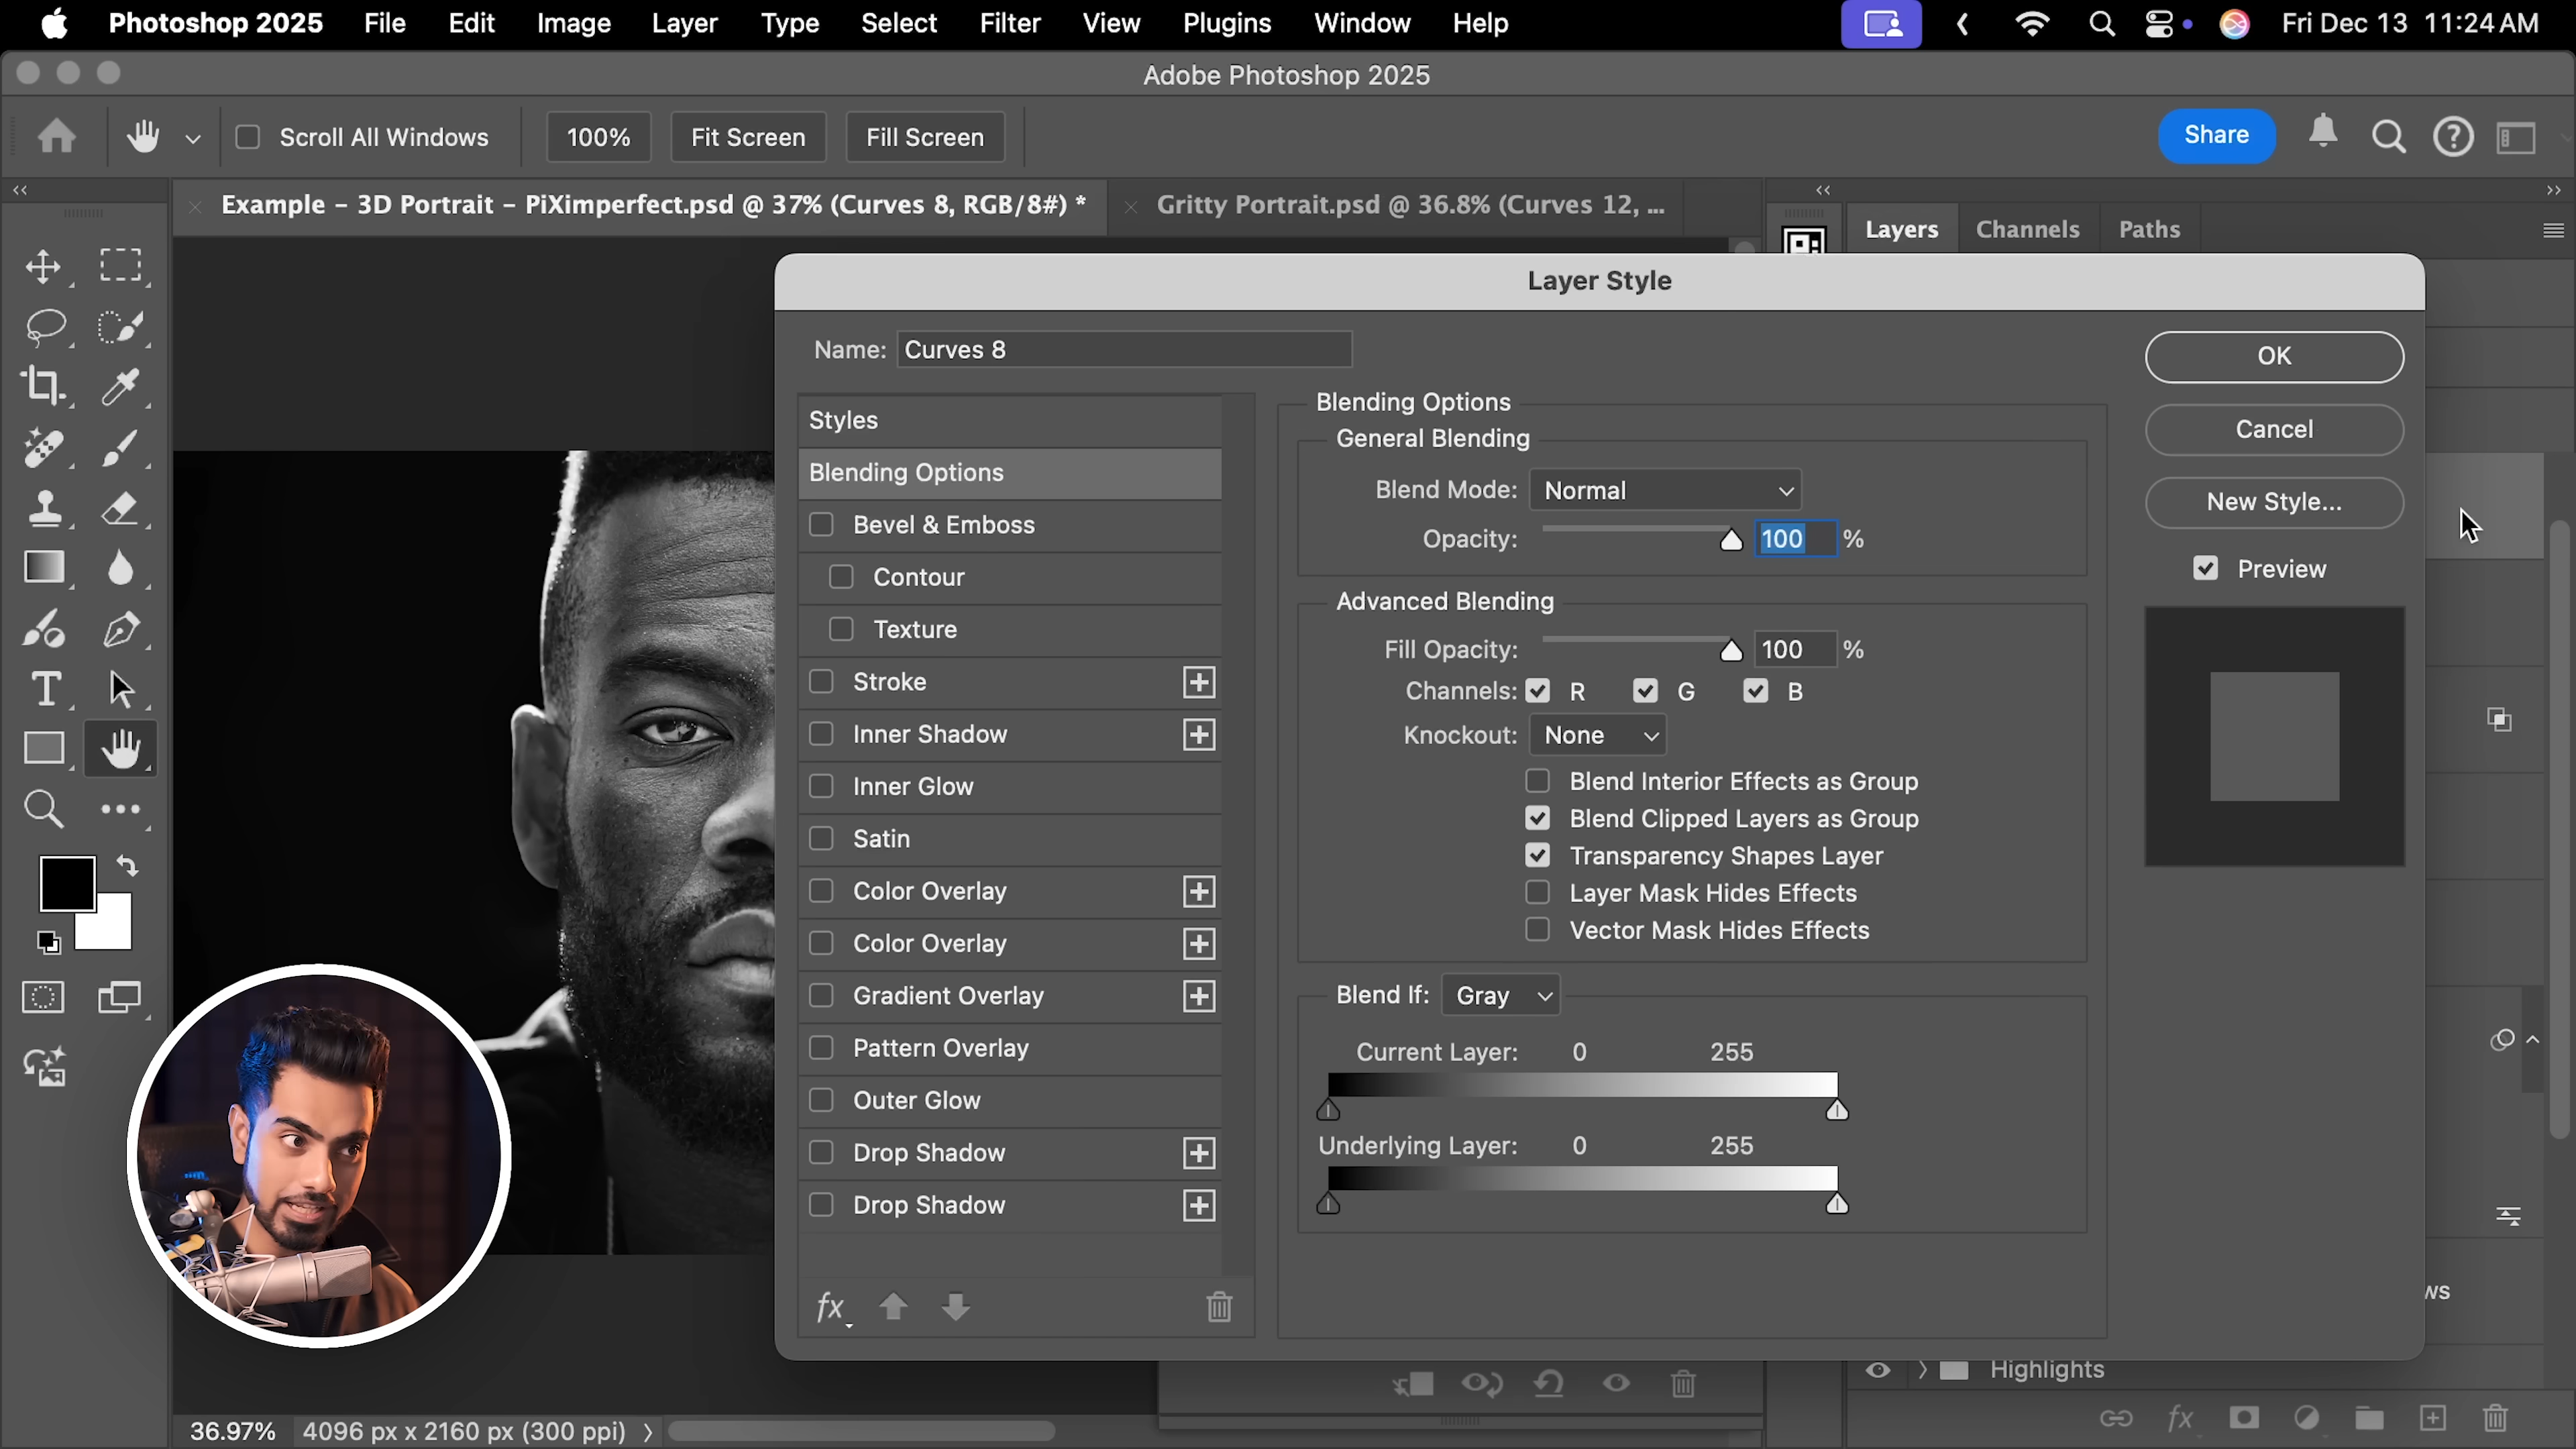 Photoshop 2025 File Edit Image Layer Type Select Filter View Plugins Window Help Fri Dec 13 11:24 AM
Adobe Photoshop 2025
Scroll All Windows 100% Fit Screen Fill Screen Share
Example – 3D Portrait – PiXimperfect.psd @ 37% (Curves 8, RGB/8#) * Gritty Portrait.psd @ 36.8% (Curves 12, ...
Layers Channels Paths
Layer Style
Name: Curves 8
Styles
Blending Options
Bevel & Emboss
Contour
Texture
Stroke
Inner Shadow
Inner Glow
Satin
Color Overlay
Color Overlay
Gradient Overlay
Pattern Overlay
Outer Glow
Drop Shadow
Drop Shadow
fx
Blending Options
General Blending
Blend Mode: Normal
Opacity: 100 %
Advanced Blending
Fill Opacity: 100 %
Channels: R G B
Knockout: None
Blend Interior Effects as Group
Blend Clipped Layers as Group
Transparency Shapes Layer
Layer Mask Hides Effects
Vector Mask Hides Effects
Blend If: Gray
Current Layer: 0 255
Underlying Layer: 0 255
OK
Cancel
New Style...
Preview
ws
Highlights
fx
36.97% 4096 px x 2160 px (300 ppi)